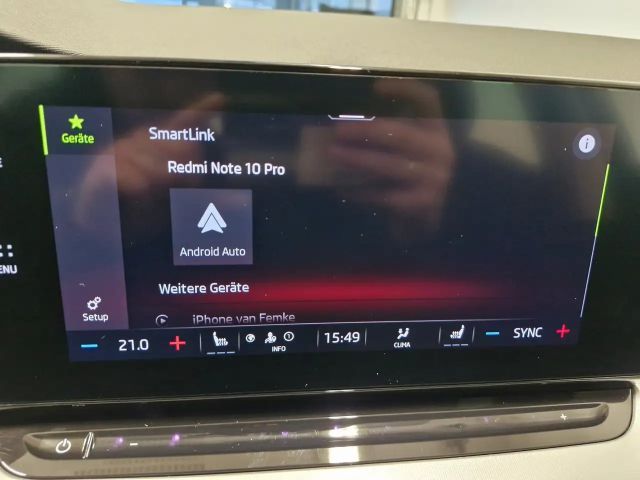 Geräte
SmartLink
i
Redmi Note 10 Pro
Android Auto
ENU
Weitere Geräte
Setup
iPhone van Femke
21.0
INFO
15:49
CLIMA
SYNC